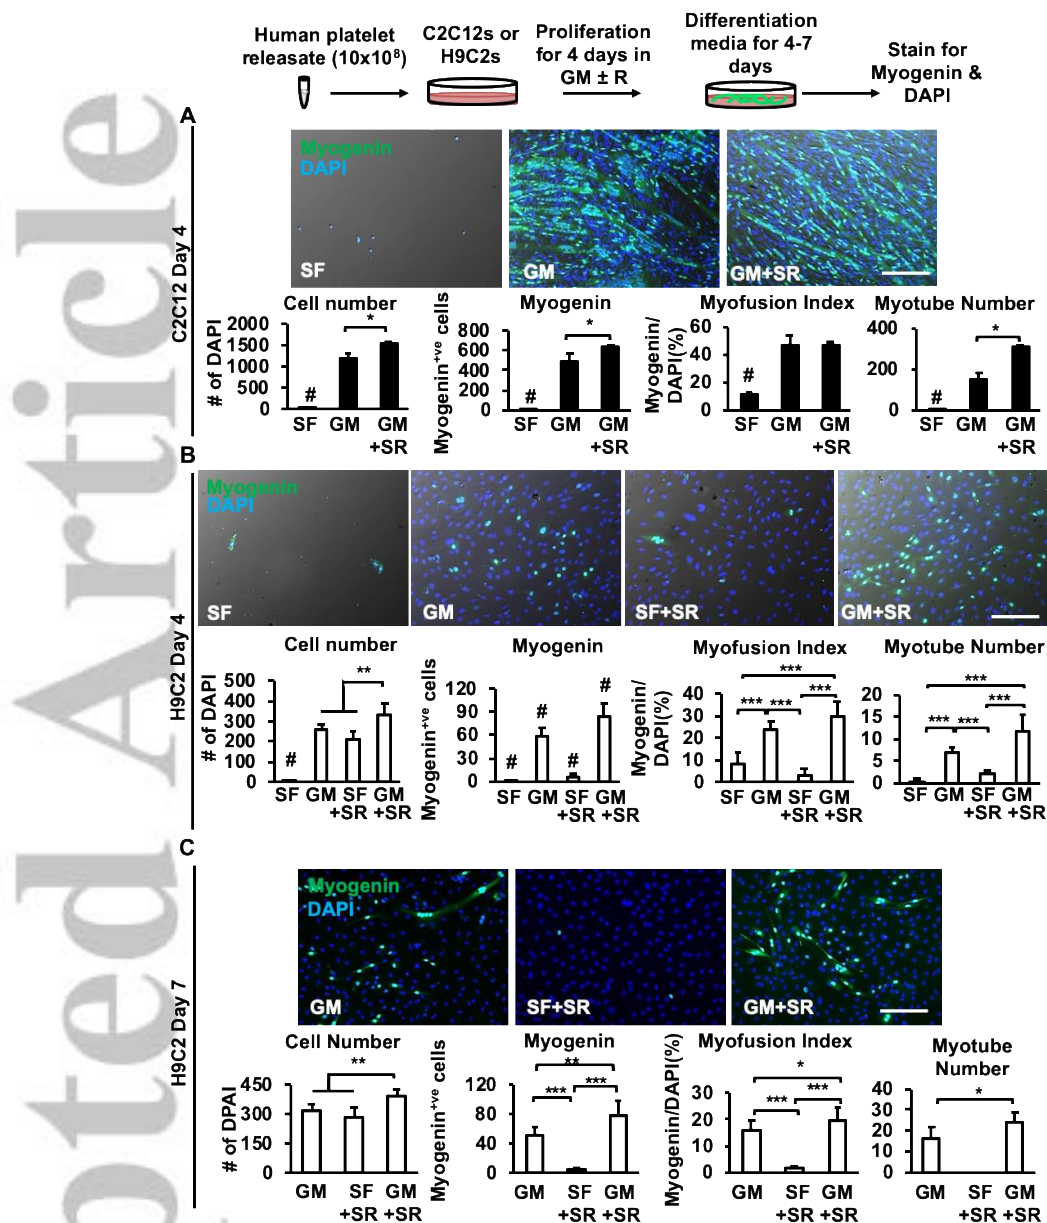 Human platelet
releasate (10x10⁸)
C2C12s or
H9C2s
Proliferation
for 4 days in
GM ± R
Differentiation
media for 4-7
days
Stain for
Myogenin &
DAPI
A
C2C12 Day 4
Myogenin
DAPI
SF
GM
GM+SR
Cell number
# of DAPI
2000
1500
1000
500
0
#
*
SF GM GM
+SR
Myogenin
Myogenin⁺ᵛᵉ cells
800
600
400
200
0
#
*
SF GM GM
+SR
Myofusion Index
Myogenin/
DAPI(%)
60
40
20
0
#
SF GM GM
+SR
Myotube Number
400
200
0
#
*
SF GM GM
+SR
B
H9C2 Day 4
Myogenin
DAPI
SF
GM
SF+SR
GM+SR
Cell number
# of DAPI
500
400
300
200
100
0
#
**
SF GM SF GM
+SR +SR
Myogenin
Myogenin⁺ᵛᵉ cells
120
90
60
30
0
# # # #
SF GM SF GM
+SR +SR
Myofusion Index
Myogenin/
DAPI(%)
40
30
20
10
0
***
*** *** ***
SF GM SF GM
+SR +SR
Myotube Number
20
15
10
5
0
***
*** *** ***
SF GM SF GM
+SR +SR
C
H9C2 Day 7
Myogenin
DAPI
GM
SF+SR
GM+SR
Cell Number
# of DPAI
450
300
150
0
**
GM SF GM
+SR +SR
Myogenin
Myogenin⁺ᵛᵉ cells
120
80
40
0
**
*** ***
GM SF GM
+SR +SR
Myofusion Index
Myogenin/DAPI(%)
30
20
10
0
*
*** ***
GM SF GM
+SR +SR
Myotube
Number
40
30
20
10
0
*
GM SF GM
+SR +SR
oted Article